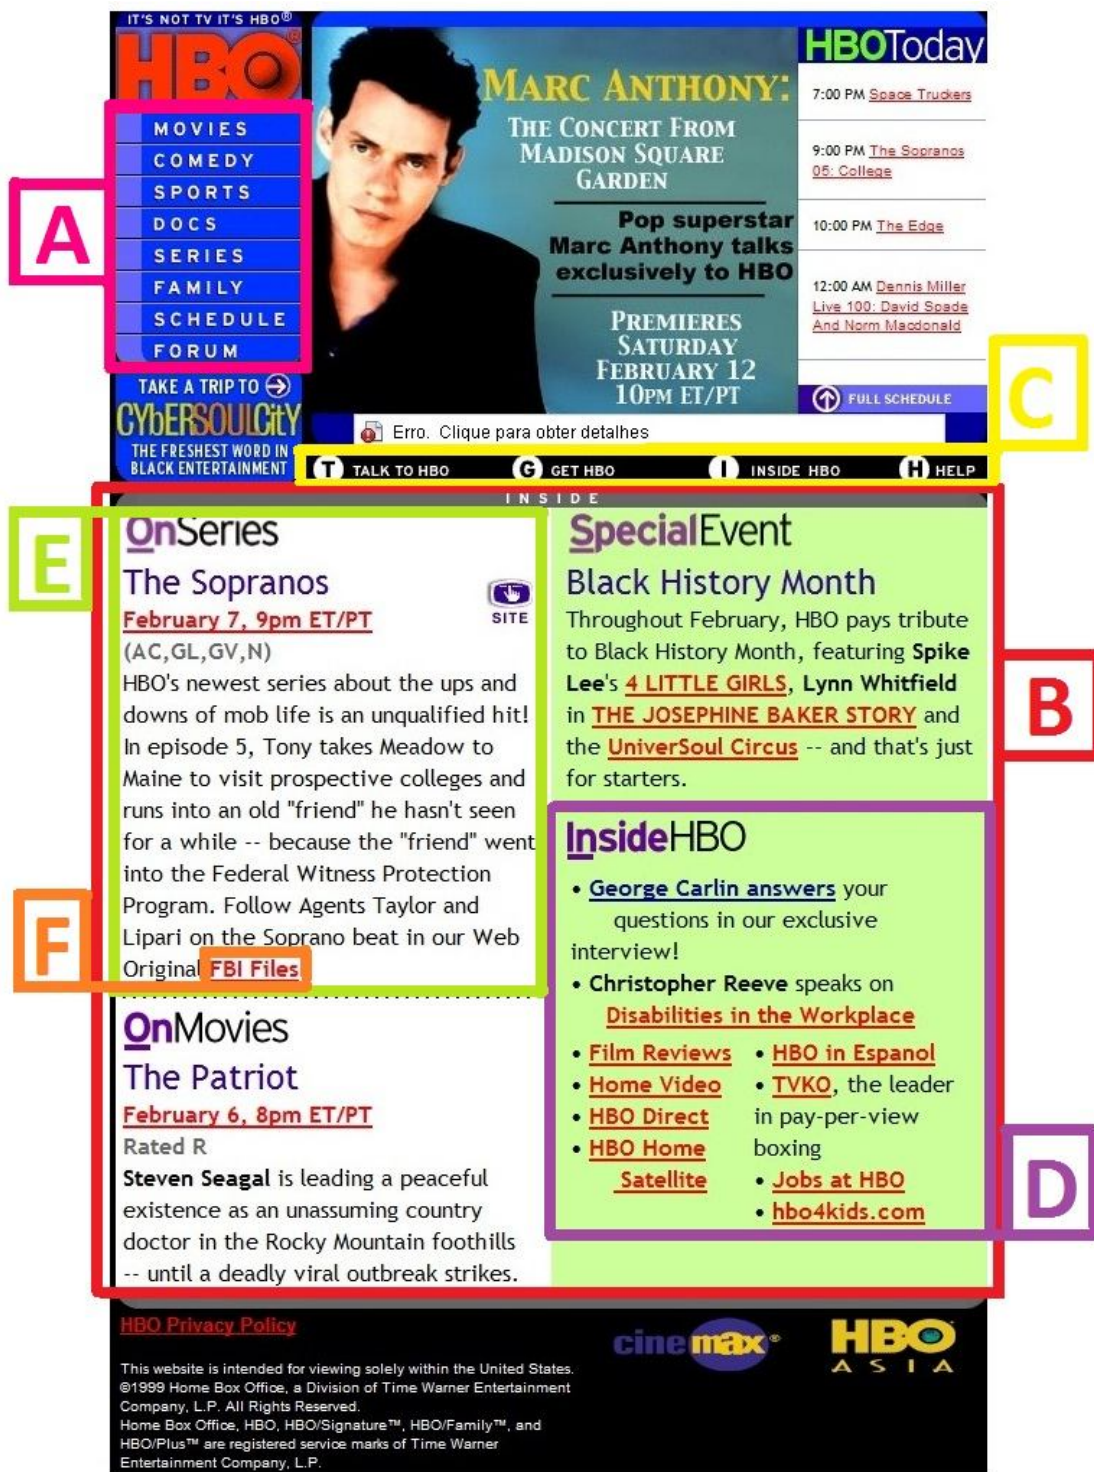 IT'S NOT TV IT'S HBO®
HBO®
MOVIES
COMEDY
SPORTS
DOCS
SERIES
FAMILY
SCHEDULE
FORUM
A
TAKE A TRIP TO
CYbERSOULCitY
THE FRESHEST WORD IN
BLACK ENTERTAINMENT
MARC ANTHONY:
THE CONCERT FROM
MADISON SQUARE
GARDEN
Pop superstar
Marc Anthony talks
exclusively to HBO
PREMIERES
SATURDAY
FEBRUARY 12
10PM ET/PT
HBOToday
7:00 PM Space Truckers
9:00 PM The Sopranos
05: College
10:00 PM The Edge
12:00 AM Dennis Miller
Live 100: David Spade
And Norm Macdonald
FULL SCHEDULE
C
Erro. Clique para obter detalhes
T TALK TO HBO G GET HBO I INSIDE HBO H HELP
INSIDE
E
OnSeries
The Sopranos
February 7, 9pm ET/PT
SITE
(AC,GL,GV,N)
HBO's newest series about the ups and
downs of mob life is an unqualified hit!
In episode 5, Tony takes Meadow to
Maine to visit prospective colleges and
runs into an old "friend" he hasn't seen
for a while -- because the "friend" went
into the Federal Witness Protection
Program. Follow Agents Taylor and
Lipari on the Soprano beat in our Web
Original FBI Files
F
OnMovies
The Patriot
February 6, 8pm ET/PT
Rated R
Steven Seagal is leading a peaceful
existence as an unassuming country
doctor in the Rocky Mountain foothills
-- until a deadly viral outbreak strikes.
SpecialEvent
Black History Month
Throughout February, HBO pays tribute
to Black History Month, featuring Spike
Lee's 4 LITTLE GIRLS, Lynn Whitfield
in THE JOSEPHINE BAKER STORY and
the UniverSoul Circus -- and that's just
for starters.
B
InsideHBO
• George Carlin answers your
questions in our exclusive
interview!
• Christopher Reeve speaks on
Disabilities in the Workplace
• Film Reviews
• Home Video
• HBO Direct
• HBO Home
Satellite
• HBO in Espanol
• TVKO, the leader
in pay-per-view
boxing
• Jobs at HBO
• hbo4kids.com
D
HBO Privacy Policy
cinemax®
HBO
ASIA
This website is intended for viewing solely within the United States.
©1999 Home Box Office, a Division of Time Warner Entertainment
Company, L.P. All Rights Reserved.
Home Box Office, HBO, HBO/Signature™, HBO/Family™, and
HBO/Plus™ are registered service marks of Time Warner
Entertainment Company, L.P.